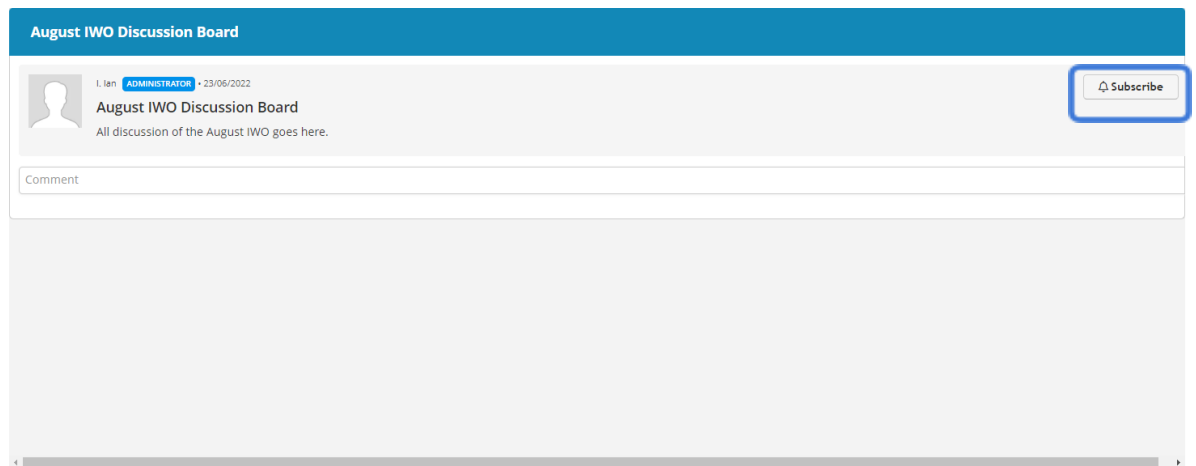 August IWO Discussion Board
I. Ian ADMINISTRATOR • 23/06/2022
Subscribe
August IWO Discussion Board
All discussion of the August IWO goes here.
Comment